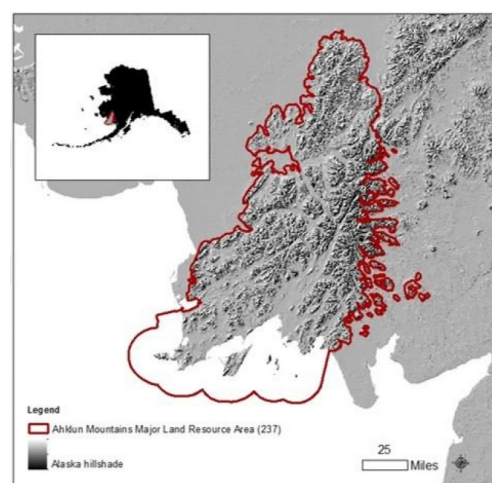 Legend
Ahklun Mountains Major Land Resource Area (237)
Alaska hillshade
25
Miles